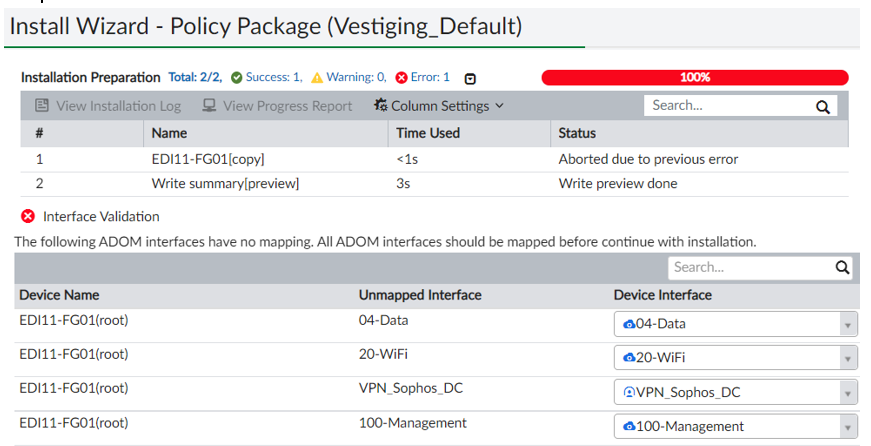 Install Wizard - Policy Package (Vestiging_Default)
Installation Preparation Total: 2/2, Success: 1, Warning: 0, Error: 1 100%
View Installation Log View Progress Report Column Settings Search...
# Name Time Used Status
1 EDI11-FG01[copy] <1s Aborted due to previous error
2 Write summary[preview] 3s Write preview done
Interface Validation
The following ADOM interfaces have no mapping. All ADOM interfaces should be mapped before continue with installation.
Search...
Device Name Unmapped Interface Device Interface
EDI11-FG01(root) 04-Data 04-Data
EDI11-FG01(root) 20-WiFi 20-WiFi
EDI11-FG01(root) VPN_Sophos_DC VPN_Sophos_DC
EDI11-FG01(root) 100-Management 100-Management